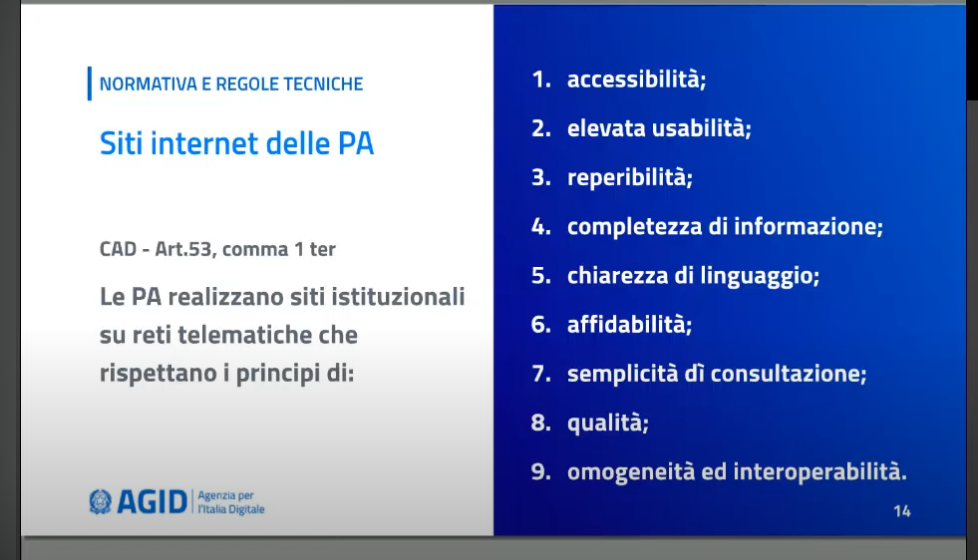 NORMATIVA E REGOLE TECNICHE
Siti internet delle PA
CAD - Art.53, comma 1 ter
Le PA realizzano siti istituzionali
su reti telematiche che
rispettano i principi di:
AGID
Agenzia per
l'Italia Digitale
1. accessibilità;
2. elevata usabilità;
3. reperibilità;
4. completezza di informazione;
5. chiarezza di linguaggio;
6. affidabilità;
7. semplicità dì consultazione;
8. qualità;
9. omogeneità ed interoperabilità.
14